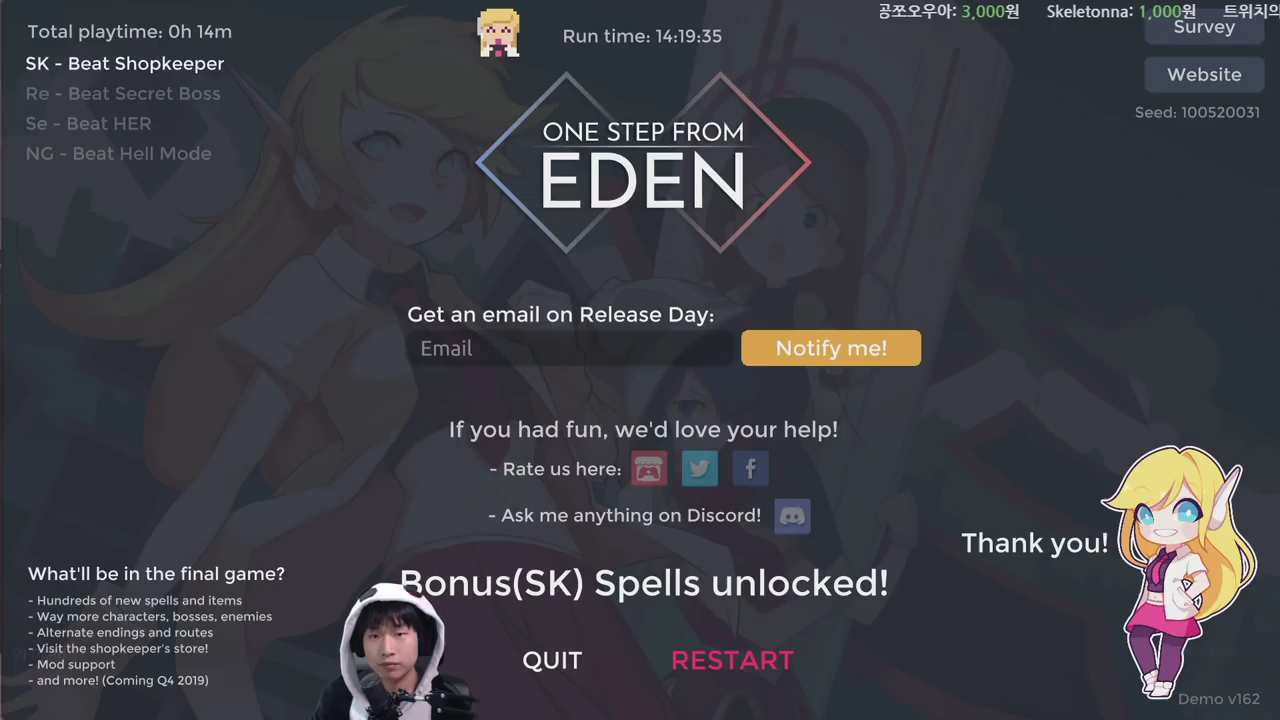 Total playtime: 0h 14m
SK - Beat Shopkeeper
Re - Beat Secret Boss
Se - Beat HER
NG - Beat Hell Mode
Run time: 14:19:35
공쪼오우아: 3,000원 Skeletonna: 1,000원 트위치의
Survey
Website
Seed: 100520031
ONE STEP FROM
EDEN
Get an email on Release Day:
Email
Notify me!
If you had fun, we'd love your help!
- Rate us here:
- Ask me anything on Discord!
Thank you!
Bonus(SK) Spells unlocked!
What'll be in the final game?
- Hundreds of new spells and items
- Way more characters, bosses, enemies
- Alternate endings and routes
- Visit the shopkeeper's store!
- Mod support
- and more! (Coming Q4 2019)
QUIT
RESTART
Demo v162